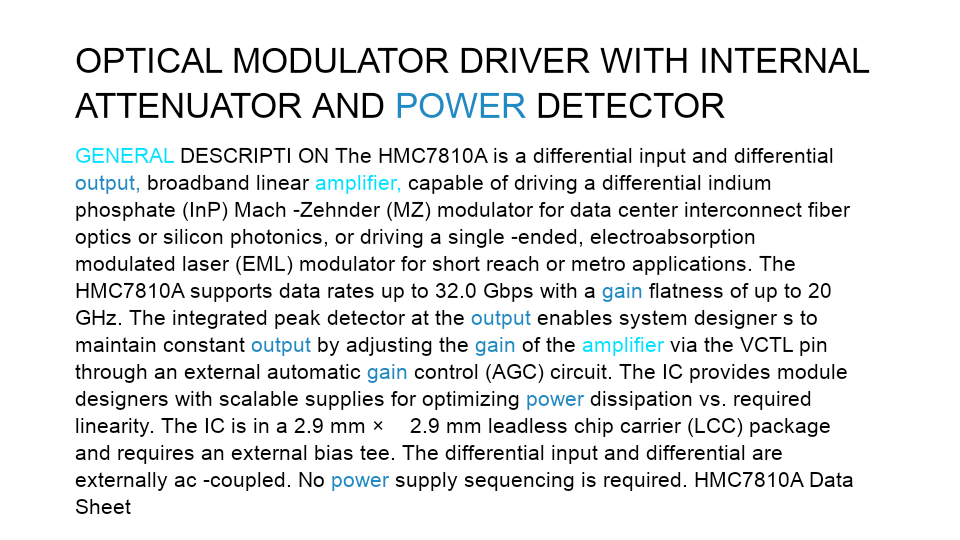 OPTICAL MODULATOR DRIVER WITH INTERNAL
ATTENUATOR AND POWER DETECTOR
GENERAL DESCRIPTI ON The HMC7810A is a differential input and differential
output, broadband linear amplifier, capable of driving a differential indium
phosphate (InP) Mach -Zehnder (MZ) modulator for data center interconnect fiber
optics or silicon photonics, or driving a single -ended, electroabsorption
modulated laser (EML) modulator for short reach or metro applications. The
HMC7810A supports data rates up to 32.0 Gbps with a gain flatness of up to 20
GHz. The integrated peak detector at the output enables system designer s to
maintain constant output by adjusting the gain of the amplifier via the VCTL pin
through an external automatic gain control (AGC) circuit. The IC provides module
designers with scalable supplies for optimizing power dissipation vs. required
linearity. The IC is in a 2.9 mm ×    2.9 mm leadless chip carrier (LCC) package
and requires an external bias tee. The differential input and differential are
externally ac -coupled. No power supply sequencing is required. HMC7810A Data
Sheet